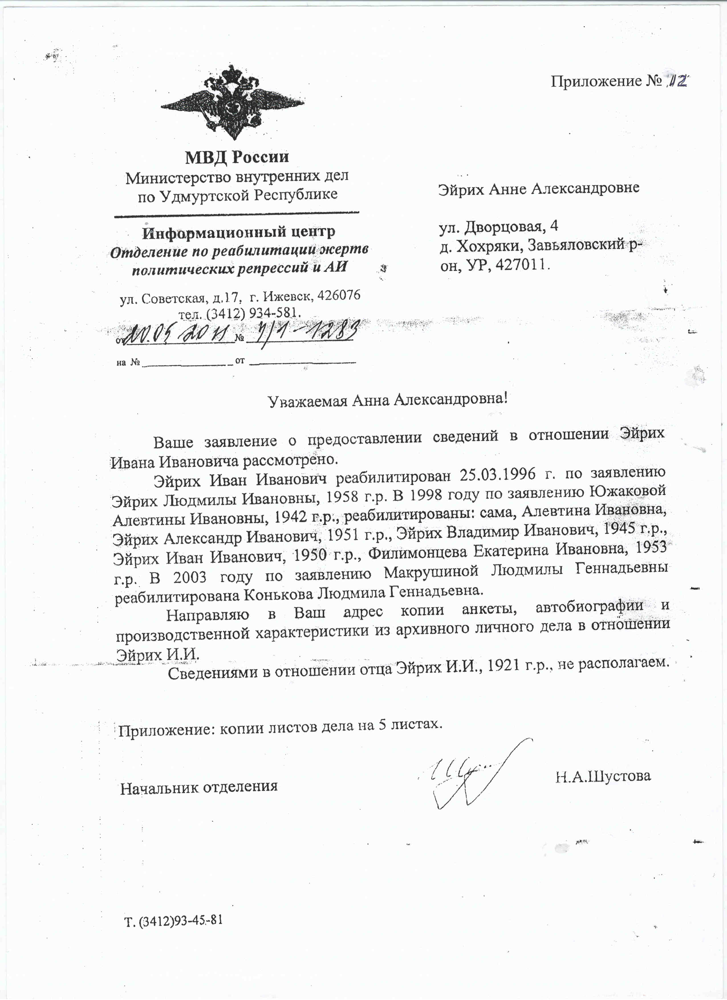 Приложение № 12
МВД России
Министерство внутренних дел
по Удмуртской Республике
Информационный центр
Отделение по реабилитации жертв
политических репрессий и АИ
ул. Советская, д.17, г. Ижевск, 426076
тел. (3412) 934-581.
от 20.05 2011 № 7/1-1283
на № от
Эйрих Анне Александровне
ул. Дворцовая, 4
д. Хохряки, Завьяловский р-
он, УР, 427011.
Уважаемая Анна Александровна!
Ваше заявление о предоставлении сведений в отношении Эйрих
Ивана Ивановича рассмотрено.
Эйрих Иван Иванович реабилитирован 25.03.1996 г. по заявлению
Эйрих Людмилы Ивановны, 1958 г.р. В 1998 году по заявлению Южаковой
Алевтины Ивановны, 1942 г.р., реабилитированы: сама, Алевтина Ивановна,
Эйрих Александр Иванович, 1951 г.р., Эйрих Владимир Иванович, 1945 г.р.,
Эйрих Иван Иванович, 1950 г.р., Филимонцева Екатерина Ивановна, 1953
г.р. В 2003 году по заявлению Макрушиной Людмилы Геннадьевны
реабилитирована Конькова Людмила Геннадьевна.
Направляю в Ваш адрес копии анкеты, автобиографии и
производственной характеристики из архивного личного дела в отношении
Эйрих И.И.
Сведениями в отношении отца Эйрих И.И., 1921 г.р., не располагаем.
Приложение: копии листов дела на 5 листах.
Начальник отделения
Н.А.Шустова
Т. (3412)93-45-81